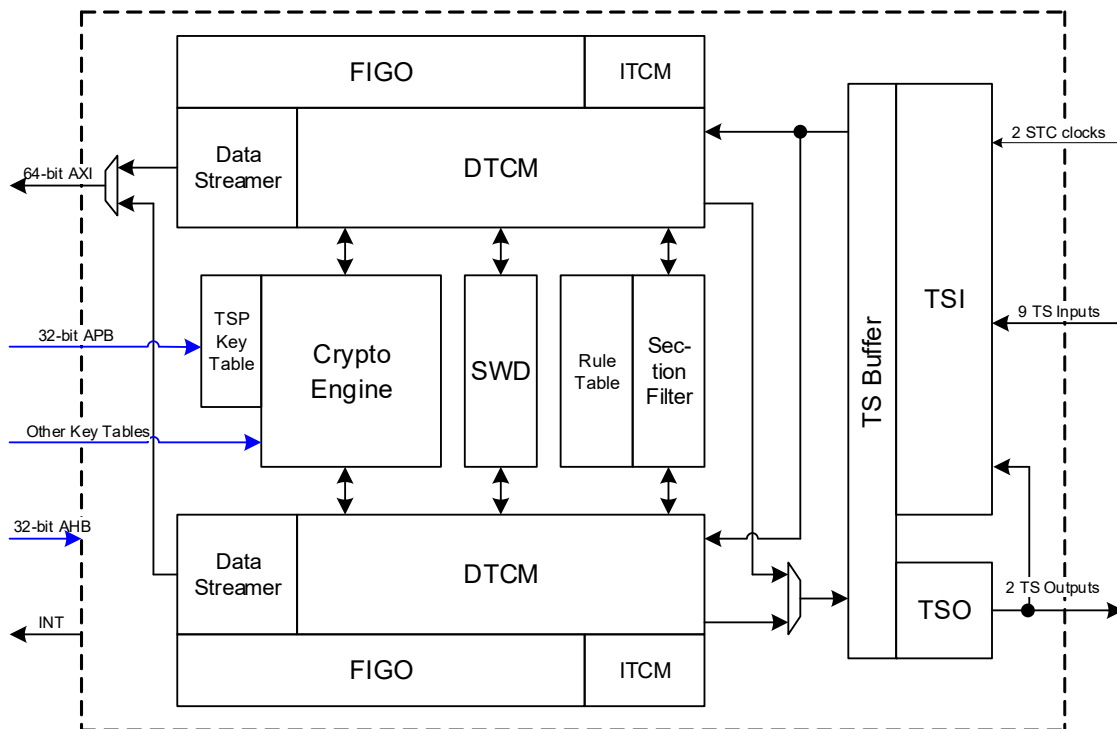 FIGO
ITCM
Data
Streamer
DTCM
2 STC clocks
64-bit AXI
TSI
9 TS Inputs
TS Buffer
32-bit APB
TSP
Key
Table
Crypto
Engine
SWD
Rule
Table
Sec-
tion
Filter
Other Key Tables
32-bit AHB
Data
Streamer
DTCM
TSO
2 TS Outputs
INT
FIGO
ITCM